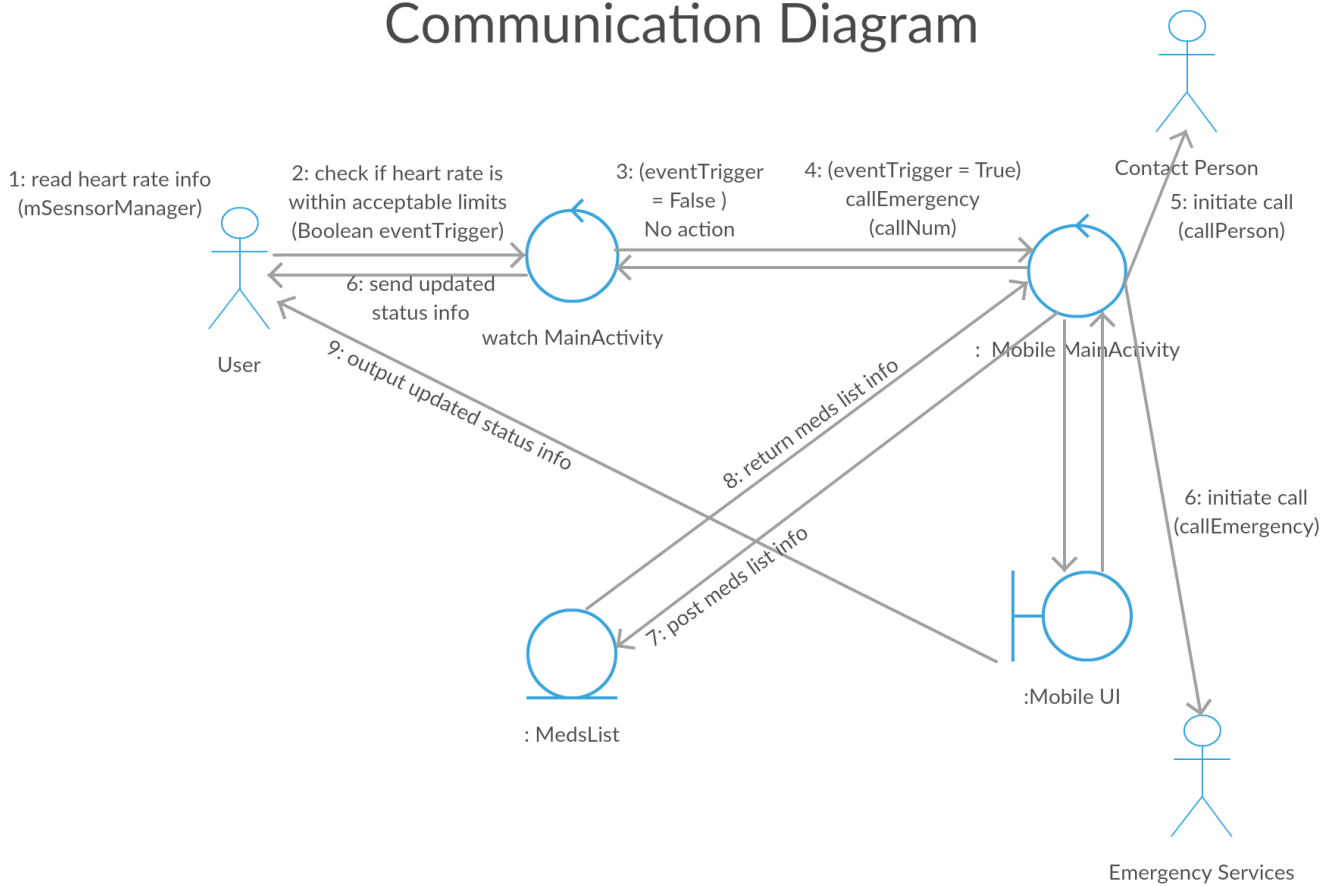 Communication Diagram
Contact Person
1: read heart rate info
(mSesnsorManager)
2: check if heart rate is
within acceptable limits
(Boolean eventTrigger)
3: (eventTrigger
= False )
No action
4: (eventTrigger = True)
callEmergency
(callNum)
5: initiate call
(callPerson)
6: send updated
status info
watch MainActivity
: Mobile MainActivity
User
9: output updated status info
8: return meds list info
7: post meds list info
6: initiate call
(callEmergency)
:Mobile UI
: MedsList
Emergency Services